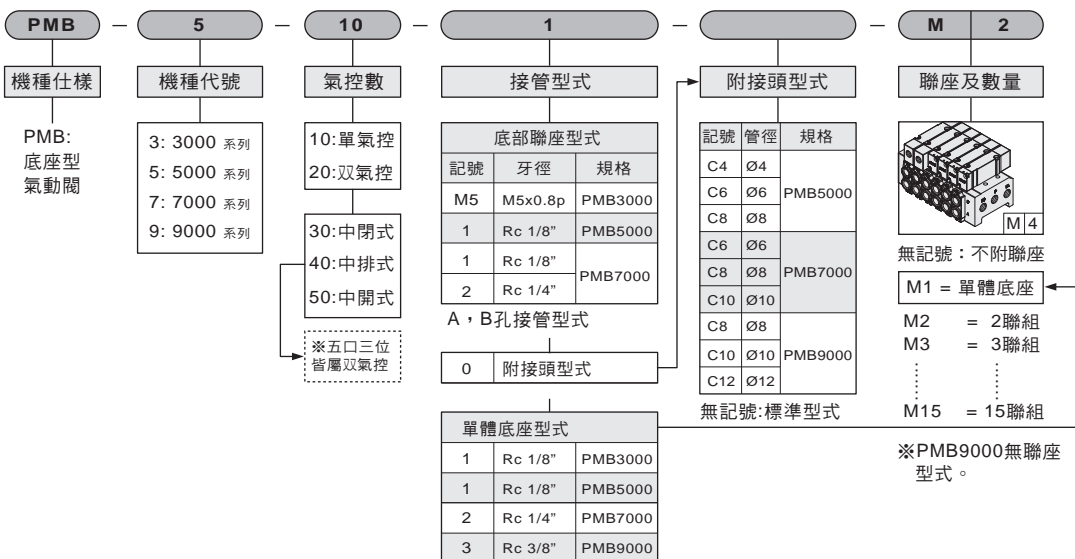 PMB － 5 － 10 － 1 － － M 2
機種仕樣
PMB:
底座型
氣動閥
機種代號
3: 3000 系列
5: 5000 系列
7: 7000 系列
9: 9000 系列
氣控數
10:單氣控
20:双氣控
30:中閉式
40:中排式
50:中開式
※五口三位
皆屬双氣控
接管型式
底部聯座型式
記號 牙徑 規格
M5 M5x0.8p PMB3000
1 Rc 1/8” PMB5000
1 Rc 1/8” PMB7000
2 Rc 1/4”
A，B孔接管型式
0 附接頭型式
單體底座型式
1 Rc 1/8” PMB3000
1 Rc 1/8” PMB5000
2 Rc 1/4” PMB7000
3 Rc 3/8” PMB9000
附接頭型式
記號 管徑 規格
C4 Ø4 PMB5000
C6 Ø6
C8 Ø8
C6 Ø6 PMB7000
C8 Ø8
C10 Ø10
C8 Ø8 PMB9000
C10 Ø10
C12 Ø12
無記號:標準型式
聯座及數量
M 4
無記號：不附聯座
M1 = 單體底座
M2 = 2聯組
M3 = 3聯組
M15 = 15聯組
※PMB9000無聯座
型式。